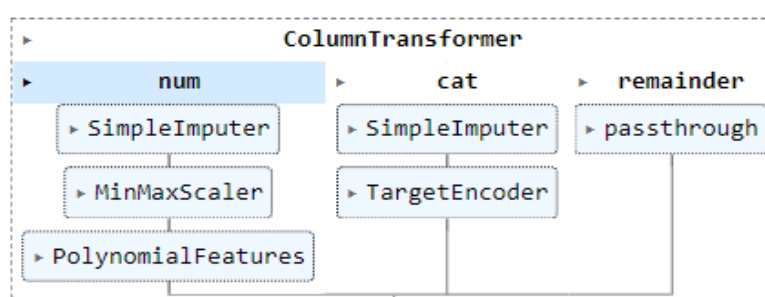 ColumnTransformer
num cat remainder
SimpleImputer SimpleImputer passthrough
MinMaxScaler TargetEncoder
PolynomialFeatures